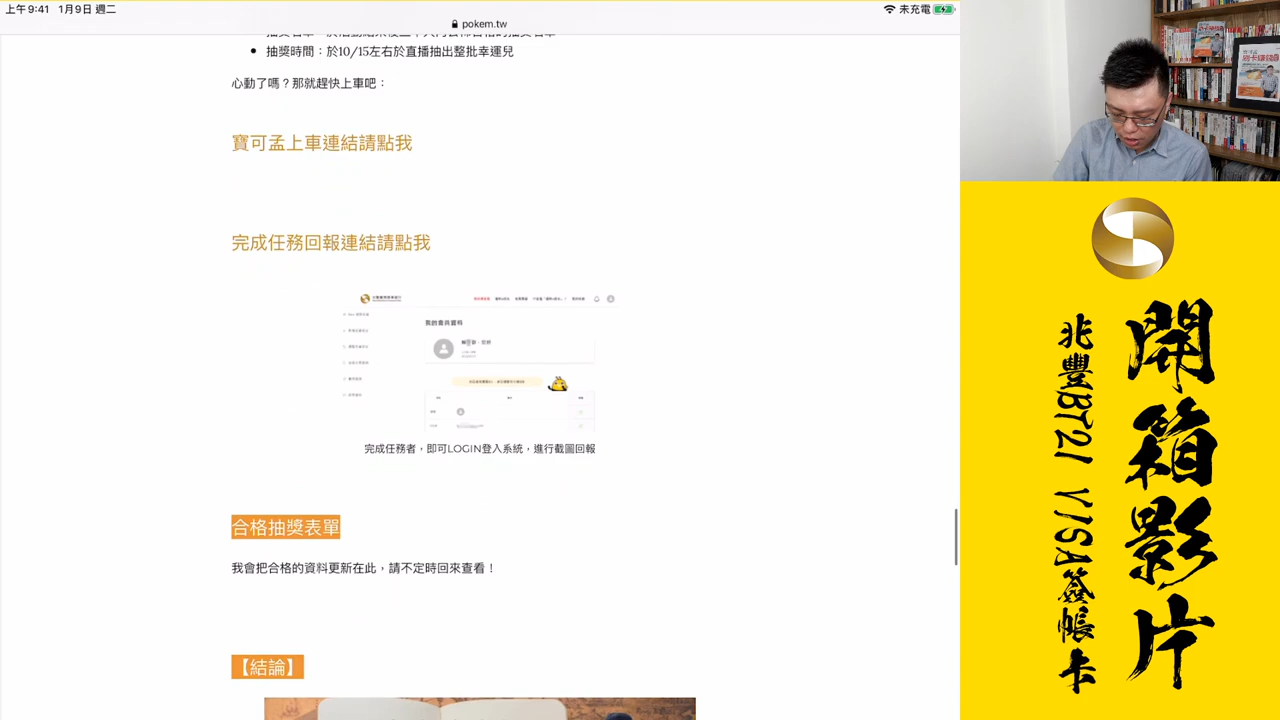 上午9:41 1月9日 週二
未充電
pokem.tw
抽獎時間：於10/15左右於直播抽出整批幸運兒
心動了嗎？那就趕快上車吧：
寶可孟上車連結請點我
完成任務回報連結請點我
我的會員資料
完成任務者，即可LOGIN登入系統，進行截圖回報
合格抽獎表單
我會把合格的資料更新在此，請不定時回來查看！
【結論】
開箱影片
兆豐BT21 VISA簽帳卡